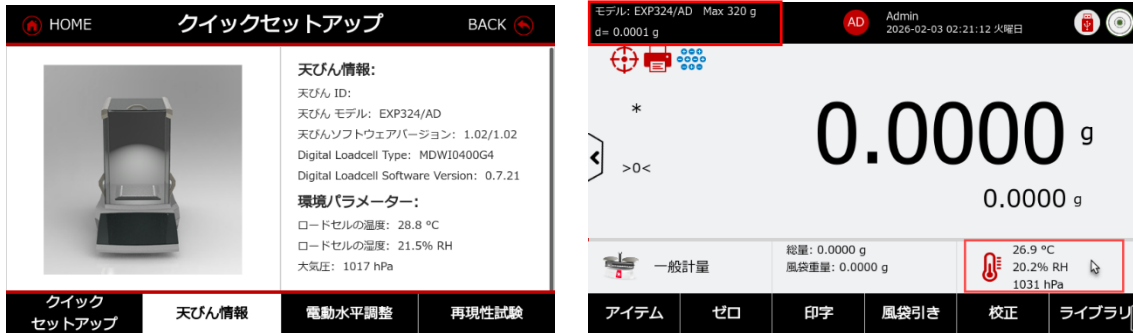 HOME
クイックセットアップ
BACK
天びん情報:
天びん ID:
天びん モデル: EXP324/AD
天びんソフトウェアバージョン: 1.02/1.02
Digital Loadcell Type: MDWI0400G4
Digital Loadcell Software Version: 0.7.21
環境パラメーター:
ロードセルの温度: 28.8 °C
ロードセルの湿度: 21.5% RH
大気圧: 1017 hPa
クイック
セットアップ
天びん情報
電動水平調整
再現性試験
モデル: EXP324/AD Max 320 g
d= 0.0001 g
AD
Admin
2026-02-03 02:21:12 火曜日
*
0.0000 g
>0<
0.0000 g
一般計量
総量: 0.0000 g
風袋重量: 0.0000 g
26.9 °C
20.2% RH
1031 hPa
アイテム
ゼロ
印字
風袋引き
校正
ライブラリ